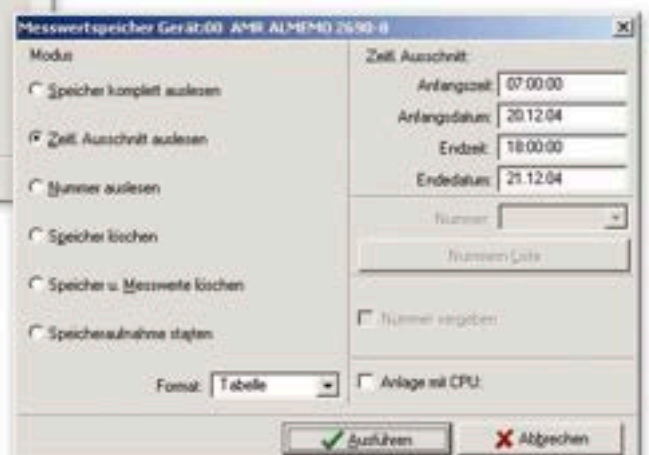 Messwertspeicher Gerät:00 AMR ALMEMO 2690-8
Modus
Speicher komplett auslesen
Zeitl. Ausschnitt auslesen
Nummer auslesen
Speicher löschen
Speicher u. Messwerte löschen
Speicheraufnahme starten
Format: Tabelle
Zeitl. Ausschnitt:
Anfangszeit: 07:00:00
Anfangsdatum: 20.12.04
Endzeit: 18:00:00
Endedatum: 21.12.04
Nummer:
Nummern Liste
Nummer vergeben
Anlage mit CPU:
Ausführen
Abbrechen